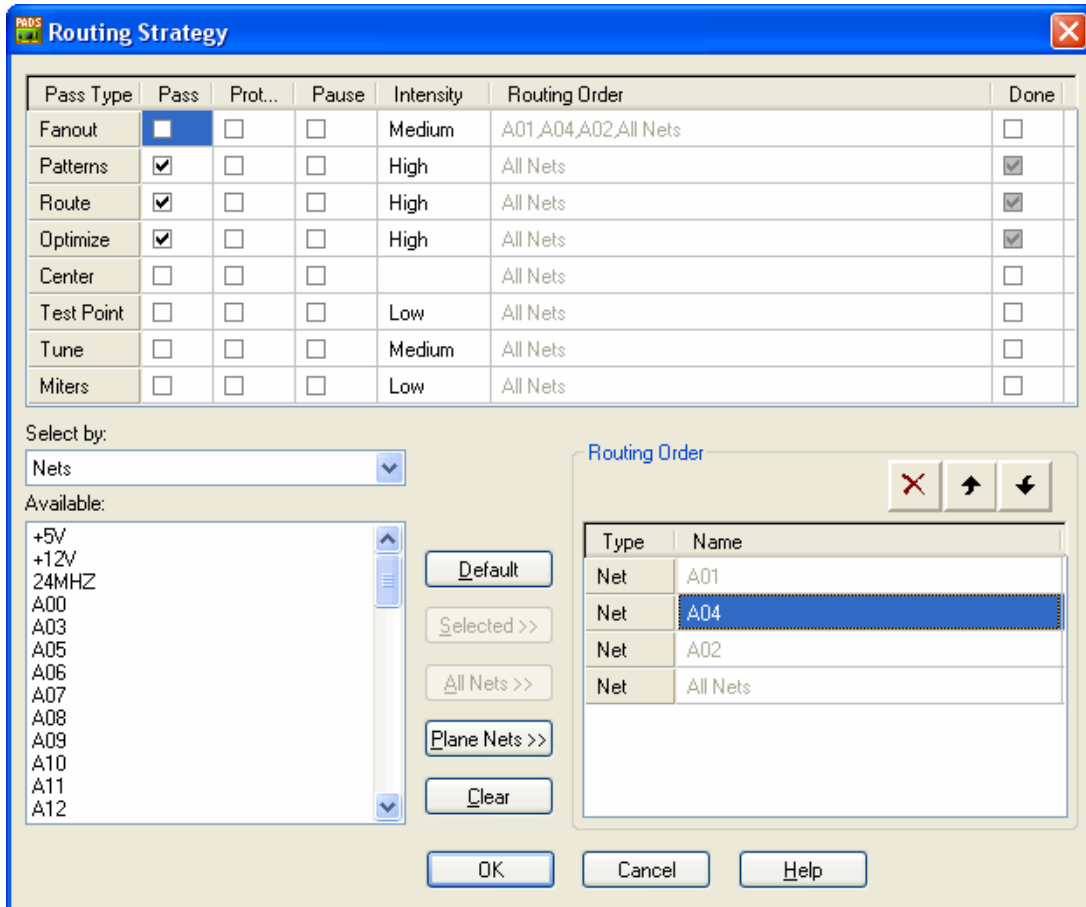 PADS
Routing Strategy
Pass Type Pass Prot... Pause Intensity Routing Order Done
Fanout Medium A01,A04,A02,All Nets
Patterns High All Nets
Route High All Nets
Optimize High All Nets
Center All Nets
Test Point Low All Nets
Tune Medium All Nets
Miters Low All Nets
Select by:
Nets
Available:
+5V
+12V
24MHZ
A00
A03
A05
A06
A07
A08
A09
A10
A11
A12
Default
Selected >>
All Nets >>
Plane Nets >>
Clear
Routing Order
Type Name
Net A01
Net A04
Net A02
Net All Nets
OK Cancel Help